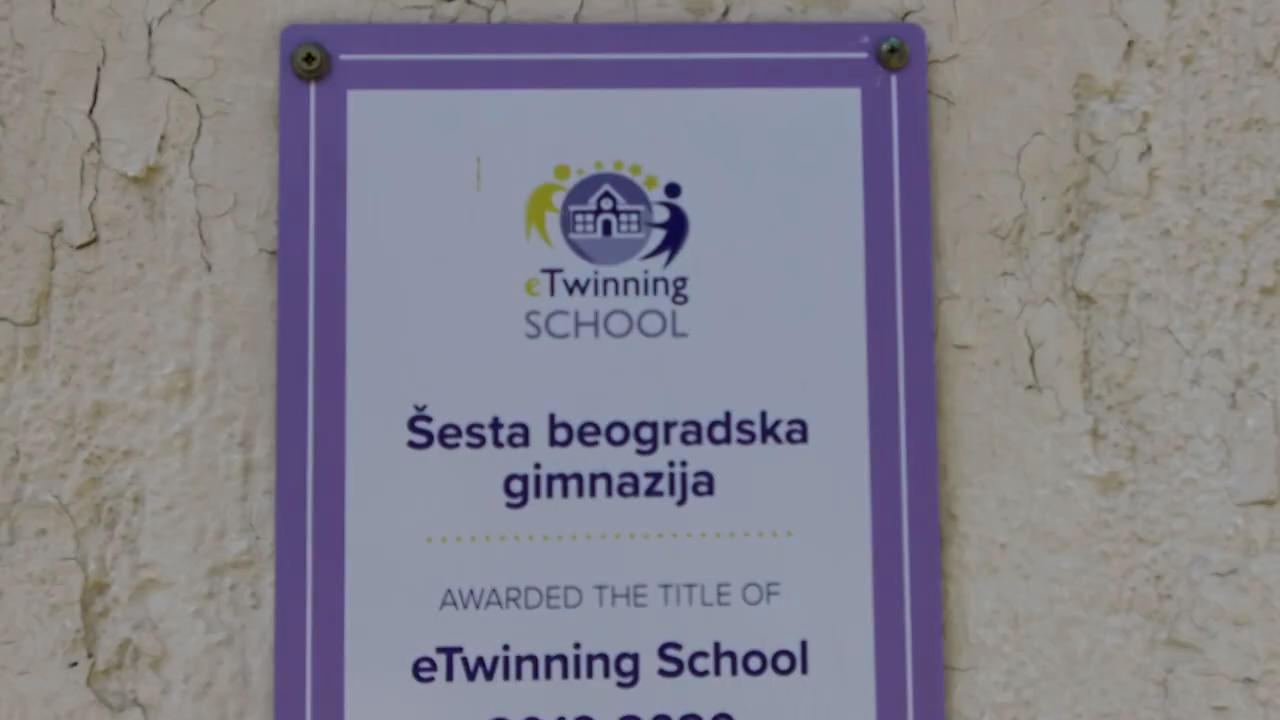 eTwinning
SCHOOL
Šesta beogradska
gimnazija
AWARDED THE TITLE OF
eTwinning School